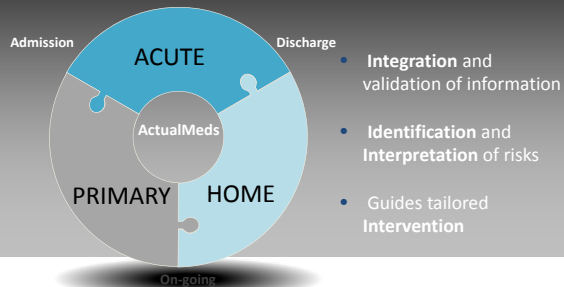 Admission
ACUTE
Discharge
ActualMeds
PRIMARY
HOME
On-going
• Integration and
validation of information
• Identification and
Interpretation of risks
• Guides tailored
Intervention